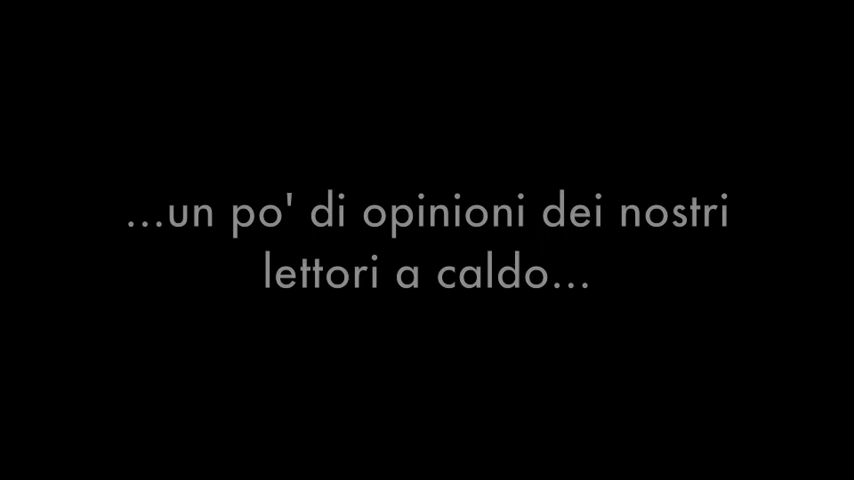 ...un po' di opinioni dei nostri
lettori a caldo...